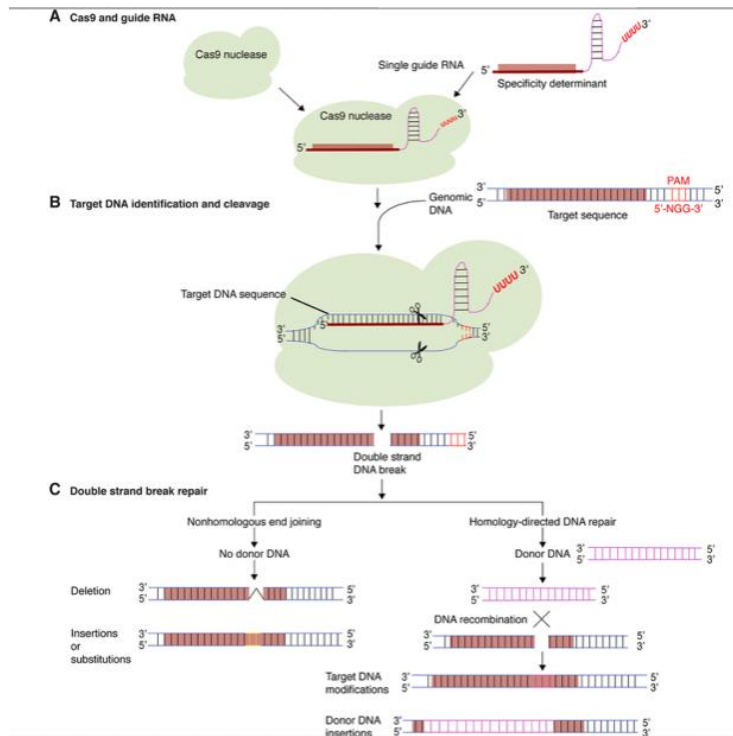 A Cas9 and guide RNA
Cas9 nuclease
Single guide RNA
5'
UUUU 3'
Specificity determinant
Cas9 nuclease
5'
UUUU 3'
B Target DNA identification and cleavage
Genomic
DNA
3'
5'
PAM
5'
3'
5'-NGG-3'
Target sequence
Target DNA sequence
UUUU 3'
5'
3'
5'
5'
3'
3'
5'
5'
3'
Double strand
DNA break
C Double strand break repair
Nonhomologous end joining
No donor DNA
Deletion
3'
5'
5'
3'
Insertions
or
substitutions
3'
5'
5'
3'
Homology-directed DNA repair
Donor DNA
3'
5'
5'
3'
3'
5'
5'
3'
DNA recombination
3'
5'
5'
3'
Target DNA
modifications
3'
5'
5'
3'
Donor DNA
insertions
3'
5'
5'
3'